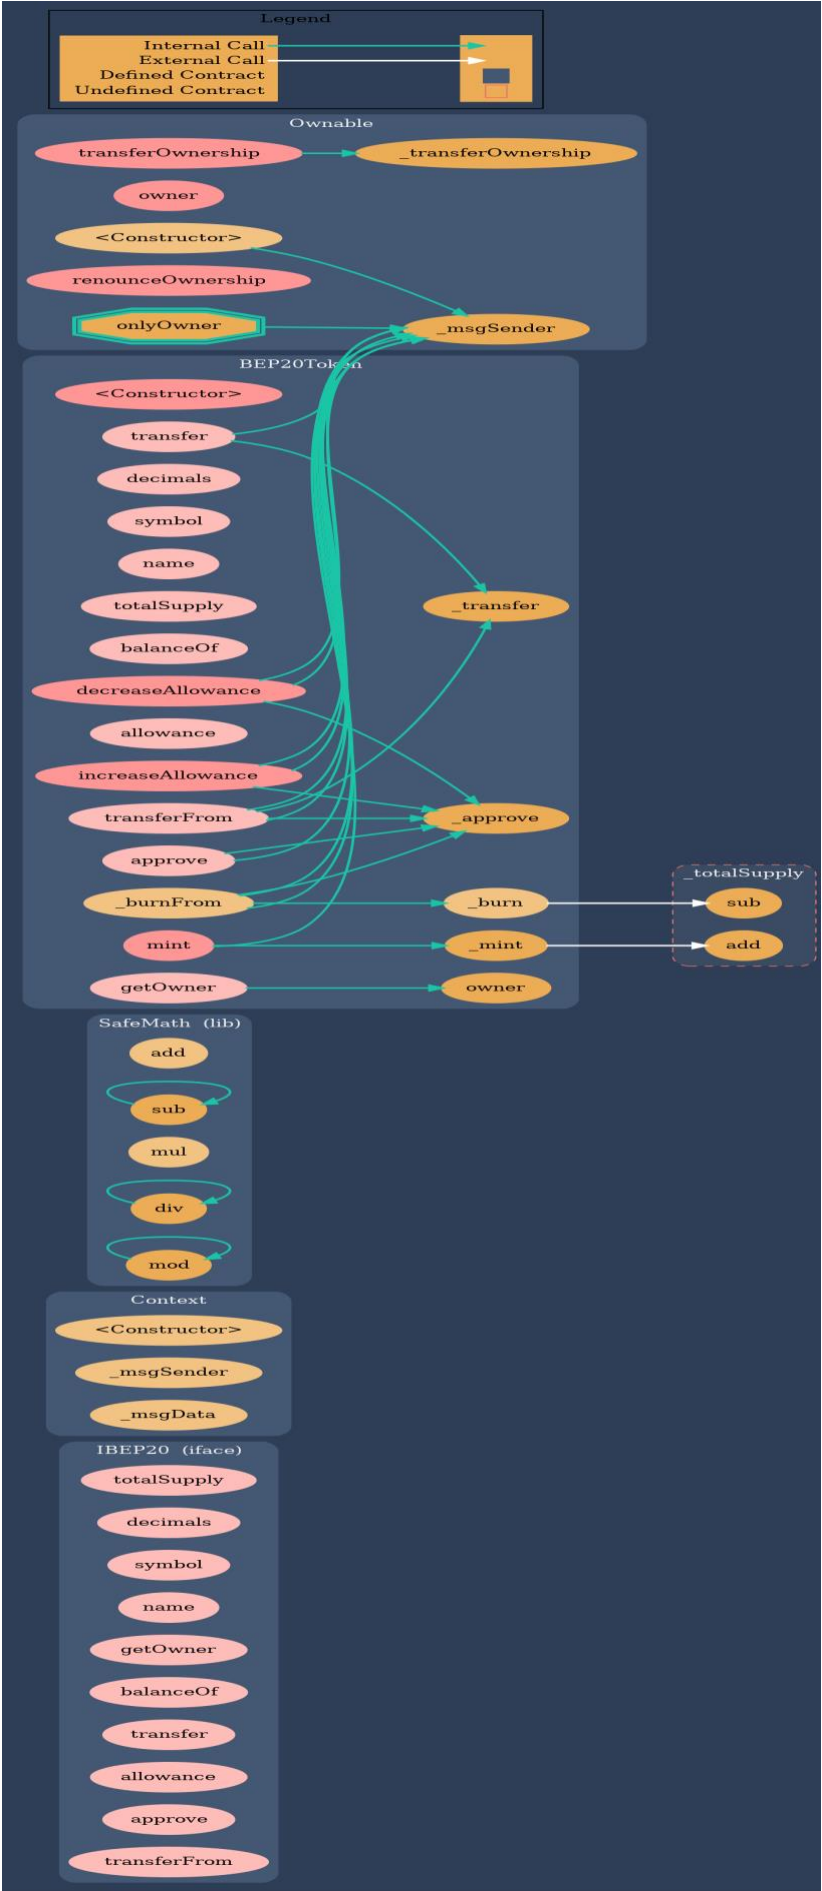 Legend
Internal Call
External Call
Defined Contract
Undefined Contract
Ownable
transferOwnership
_transferOwnership
owner
<Constructor>
renounceOwnership
onlyOwner
_msgSender
BEP20Token
<Constructor>
transfer
decimals
symbol
name
totalSupply
_transfer
balanceOf
decreaseAllowance
allowance
increaseAllowance
transferFrom
_approve
approve
_totalSupply
_burnFrom
_burn
sub
mint
_mint
add
getOwner
owner
SafeMath (lib)
add
sub
mul
div
mod
Context
<Constructor>
_msgSender
_msgData
IBEP20 (iface)
totalSupply
decimals
symbol
name
getOwner
balanceOf
transfer
allowance
approve
transferFrom